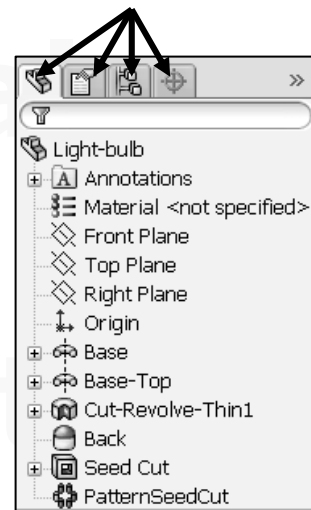 »
Light-bulb
A Annotations
Material <not specified>
Front Plane
Top Plane
Right Plane
Origin
Base
Base-Top
Cut-Revolve-Thin1
Back
Seed Cut
PatternSeedCut